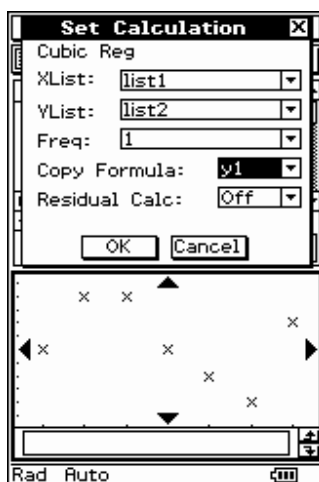 Set Calculation X
Cubic Reg
XList: list1
YList: list2
Freq: 1
Copy Formula: y1
Residual Calc: Off
OK Cancel
Rad Auto